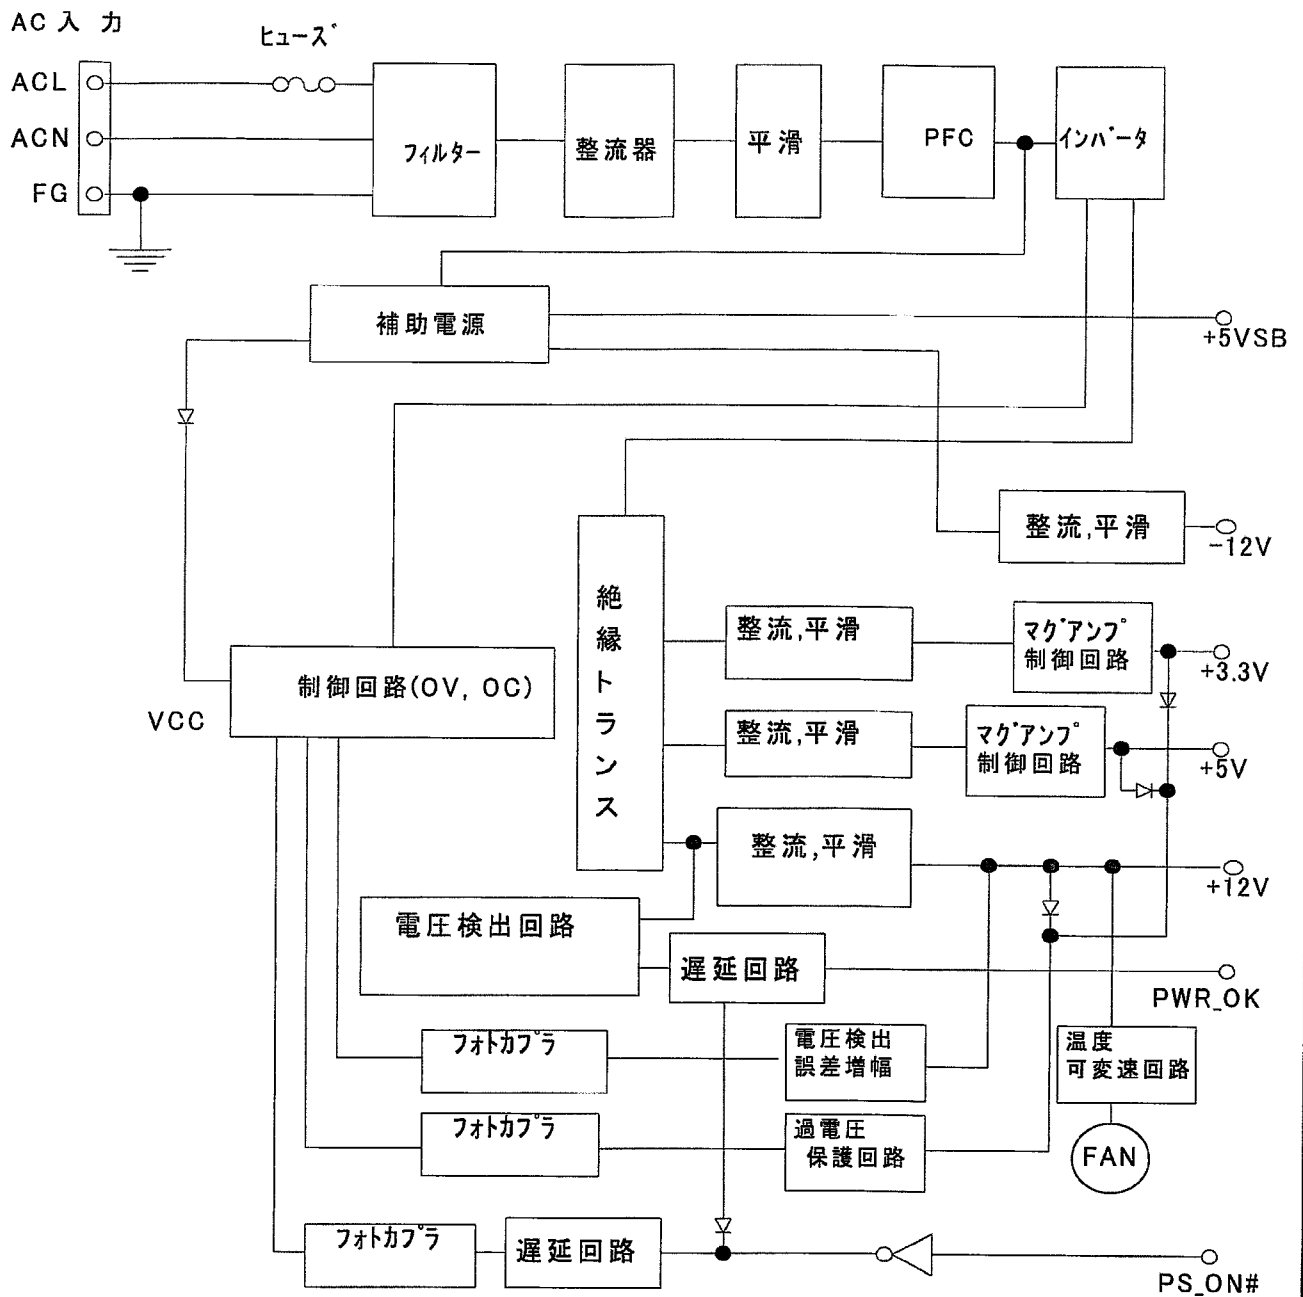 AC 入 力
ﾋｭｰｽﾞ
ACL
ACN
FG
ﾌｨﾙﾀｰ
整流器
平滑
PFC
ｲﾝﾊﾞｰﾀ
補助電源
+5VSB
整流,平滑
-12V
絶縁トランス
整流,平滑
ﾏｸﾞｱﾝﾌﾟ
制御回路
+3.3V
制御回路(OV, OC)
VCC
整流,平滑
ﾏｸﾞｱﾝﾌﾟ
制御回路
+5V
整流,平滑
+12V
電圧検出回路
遅延回路
PWR_OK
ﾌｫﾄｶﾌﾟﾗ
電圧検出
誤差増幅
温度
可変速回路
ﾌｫﾄｶﾌﾟﾗ
過電圧
保護回路
FAN
ﾌｫﾄｶﾌﾟﾗ
遅延回路
PS_ON#